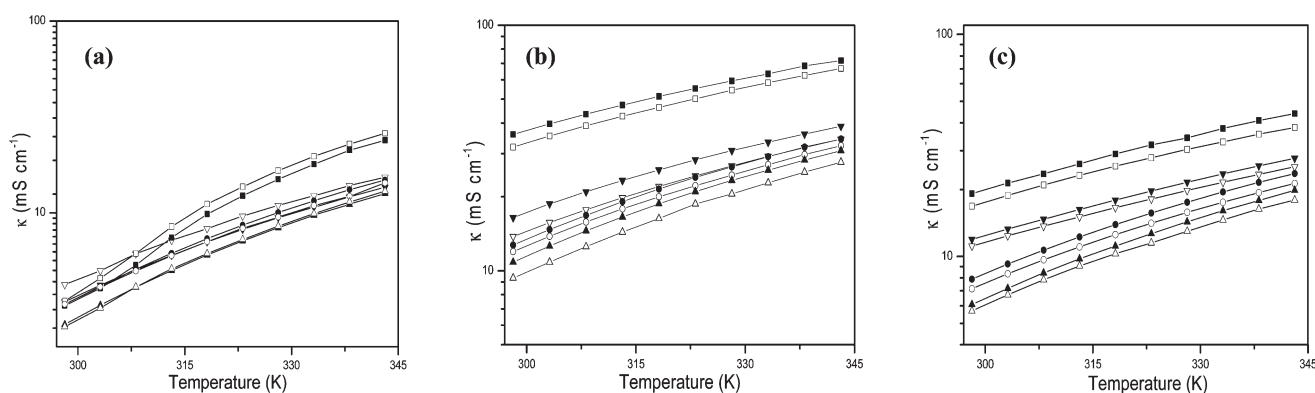 (a)
100
10
κ (mS cm⁻¹)
300 315 330 345
Temperature (K)
(b)
100
10
κ (mS cm⁻¹)
300 315 330 345
Temperature (K)
(c)
100
10
κ (mS cm⁻¹)
300 315 330 345
Temperature (K)